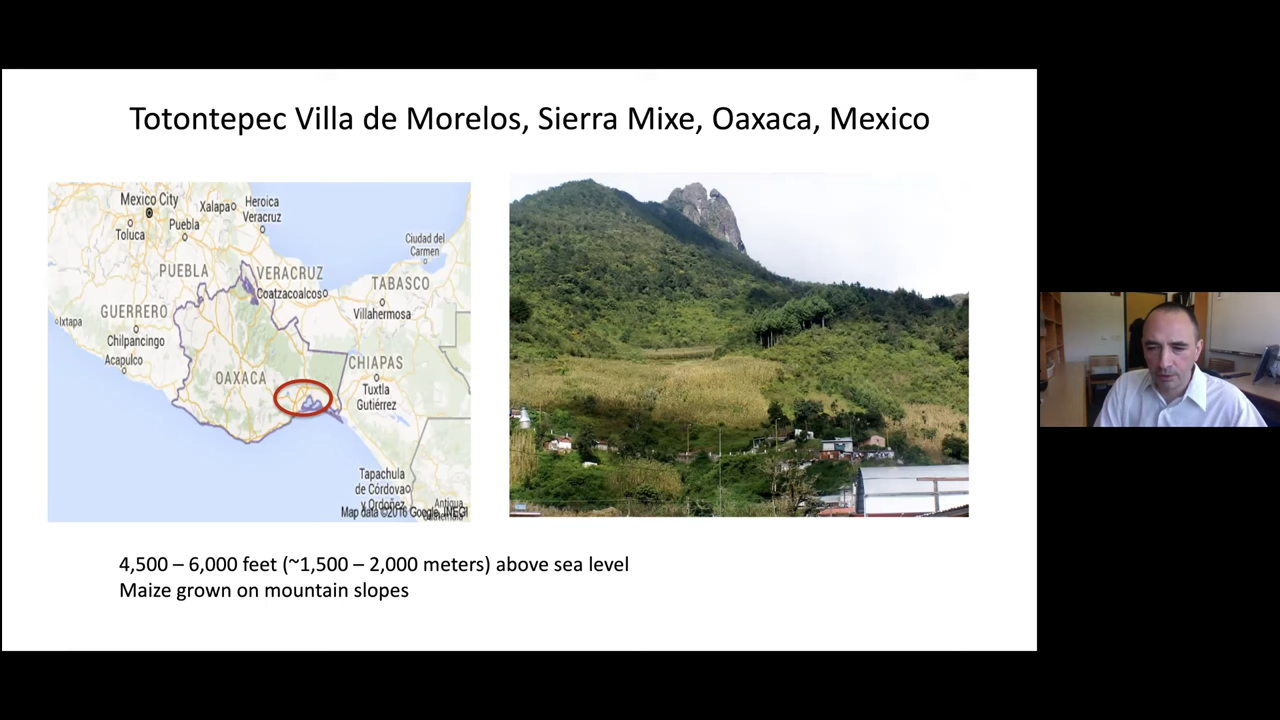 Totontepec Villa de Morelos, Sierra Mixe, Oaxaca, Mexico
Mexico City
Xalapa
Heroica
Veracruz
Toluca
Puebla
Ciudad del
Carmen
PUEBLA
VERACRUZ
Coatzacoalcos
TABASCO
GUERRERO
Villahermosa
Ixtapa
Chilpancingo
Acapulco
CHIAPAS
OAXACA
Tuxtla
Gutiérrez
Tapachula
de Córdova
y Ordoñez
Antigua
Map data ©2016 Google, INEGI
4,500 – 6,000 feet (~1,500 – 2,000 meters) above sea level
Maize grown on mountain slopes